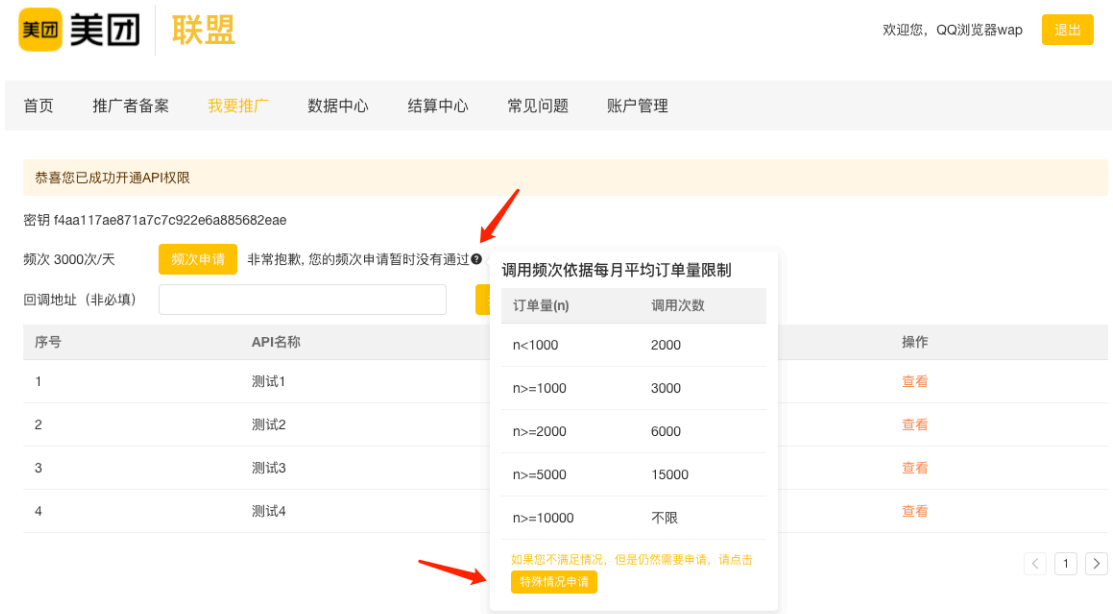 美团 美团 联盟
欢迎您，QQ浏览器wap 退出
首页 推广者备案 我要推广 数据中心 结算中心 常见问题 账户管理
恭喜您已成功开通API权限
密钥 f4aa117ae871a7c7c922e6a885682eae
频次 3000次/天 频次申请 非常抱歉, 您的频次申请暂时没有通过
回调地址（非必填）
调用频次依据每月平均订单量限制
订单量(n) 调用次数
n<1000 2000
n>=1000 3000
n>=2000 6000
n>=5000 15000
n>=10000 不限
如果您不满足情况，但是仍然需要申请，请点击
特殊情况申请
序号 API名称 操作
1 测试1 查看
2 测试2 查看
3 测试3 查看
4 测试4 查看
1